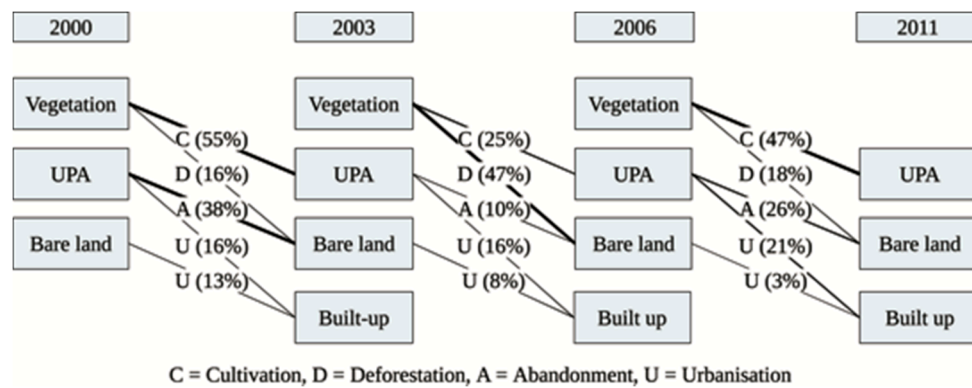 2000 2003 2006 2011
Vegetation Vegetation Vegetation
C (55%) C (25%) C (47%)
UPA D (16%) UPA D (47%) UPA D (18%) UPA
A (38%) A (10%) A (26%)
Bare land U (16%) Bare land U (16%) Bare land U (21%) Bare land
U (13%) U (8%) U (3%)
Built-up Built up Built up
C = Cultivation, D = Deforestation, A = Abandonment, U = Urbanisation